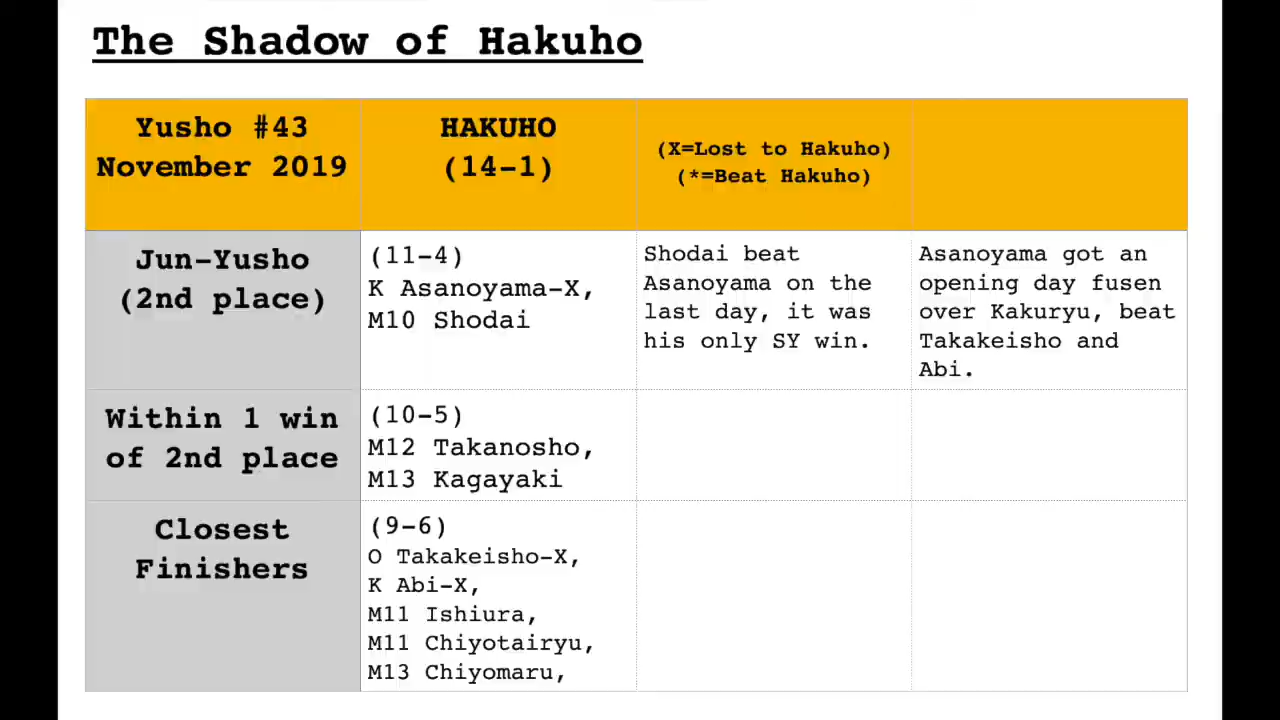 The Shadow of Hakuho
Yusho #43
November 2019
HAKUHO
(14-1)
(X=Lost to Hakuho)
(*=Beat Hakuho)
Jun-Yusho
(2nd place)
(11-4)
K Asanoyama-X,
M10 Shodai
Shodai beat
Asanoyama on the
last day, it was
his only SY win.
Asanoyama got an
opening day fusen
over Kakuryu, beat
Takakeisho and
Abi.
Within 1 win
of 2nd place
(10-5)
M12 Takanosho,
M13 Kagayaki
Closest
Finishers
(9-6)
O Takakeisho-X,
K Abi-X,
M11 Ishiura,
M11 Chiyotairyu,
M13 Chiyomaru,